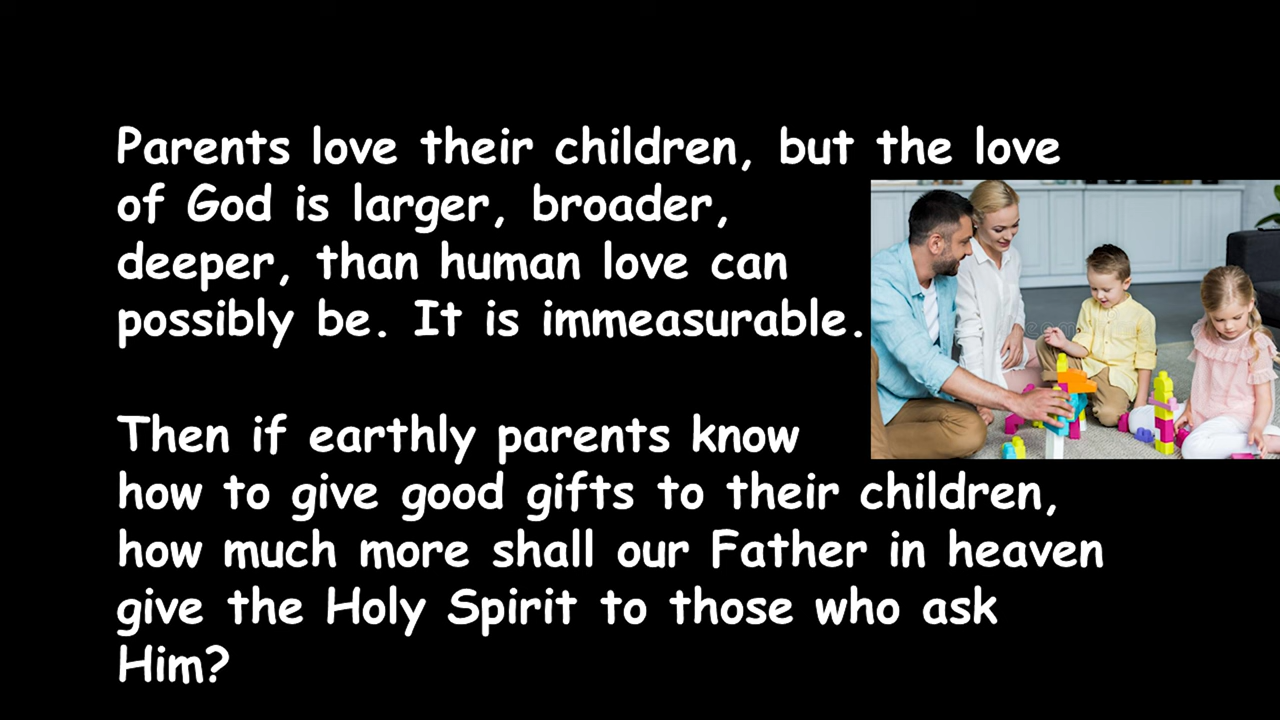 Parents love their children, but the love
of God is larger, broader,
deeper, than human love can
possibly be. It is immeasurable.
Then if earthly parents know
how to give good gifts to their children,
how much more shall our Father in heaven
give the Holy Spirit to those who ask
Him?